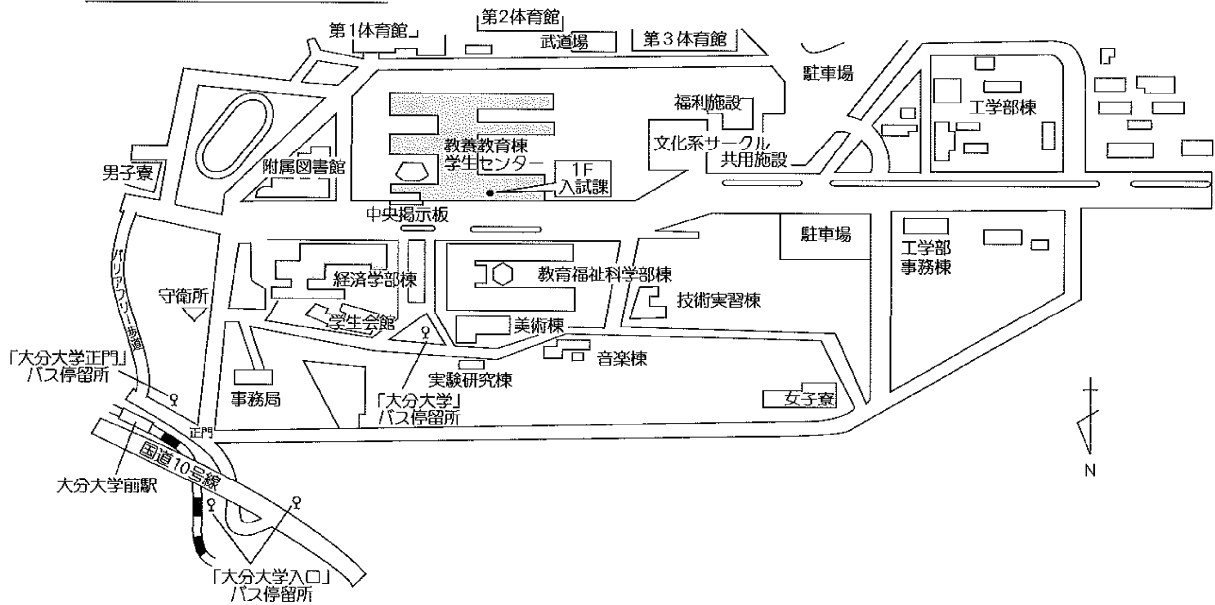 第1体育館
第2体育館
武道場
第3体育館
駐車場
工学部棟
福利施設
文化系サークル
共用施設
教養教育棟
学生センター
1F
入試課
附属図書館
男子寮
中央掲示板
バリアフリー歩道
守衛所
経済学部棟
学生会館
教育福祉科学部棟
技術実習棟
駐車場
工学部
事務棟
美術棟
音楽棟
実験研究棟
女子寮
「大分大学正門」
バス停留所
事務局
「大分大学」
バス停留所
正門
国道10号線
大分大学前駅
「大分大学入口」
バス停留所
N